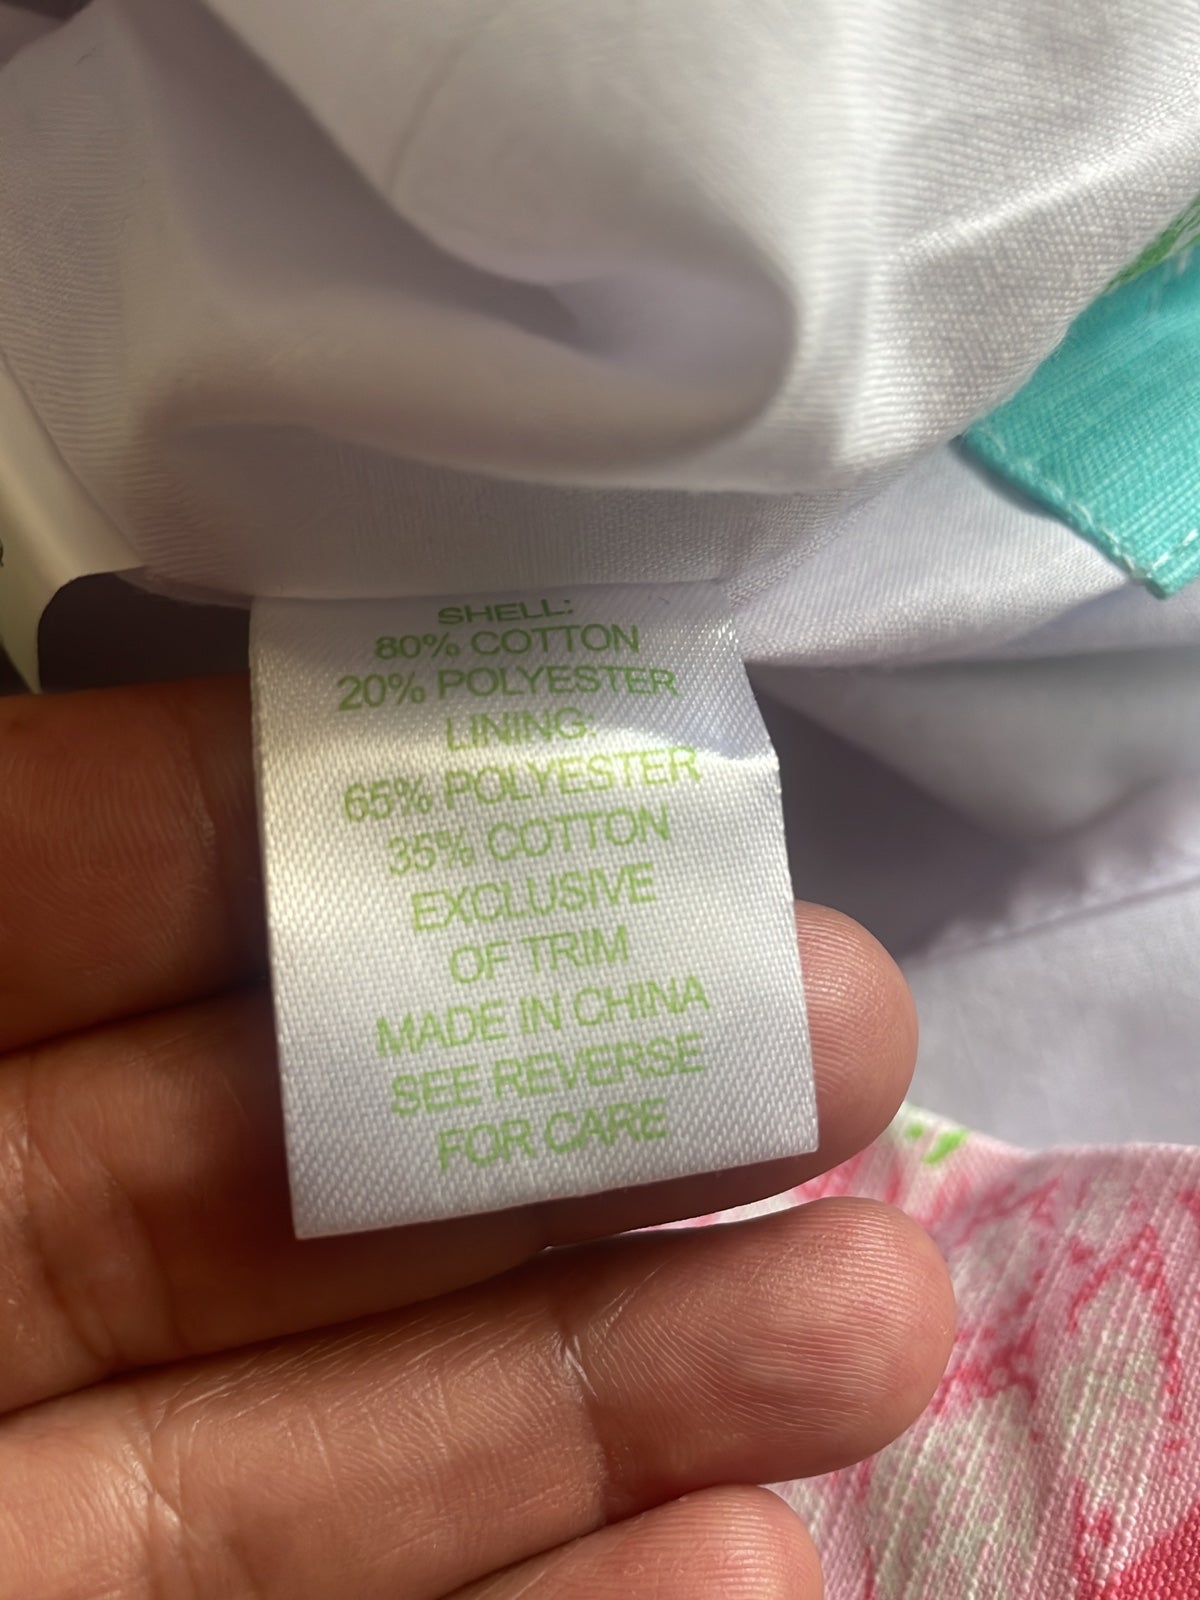 SHELL:
80% COTTON
20% POLYESTER
LINING:
65% POLYESTER
35% COTTON
EXCLUSIVE
OF TRIM
MADE IN CHINA
SEE REVERSE
FOR CARE